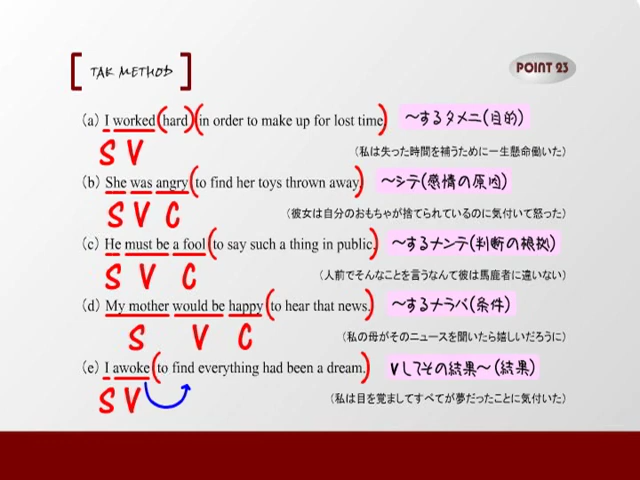 TAK METHOD
POINT 23
(a) I worked (hard) (in order to make up for lost time.) ～するタメニ(目的)
S V
(私は失った時間を補うために一生懸命働いた)
(b) She was angry (to find her toys thrown away.) ～シテ(感情の原因)
S V C
(彼女は自分のおもちゃが捨てられているのに気付いて怒った)
(c) He must be a fool (to say such a thing in public.) ～するナンテ(判断の根拠)
S V C
(人前でそんなことを言うなんて彼は馬鹿者に違いない)
(d) My mother would be happy (to hear that news.) ～するナラバ(条件)
S V C
(私の母がそのニュースを聞いたら嬉しいだろうに)
(e) I awoke (to find everything had been a dream.) Vしてその結果～(結果)
S V
(私は目を覚ましてすべてが夢だったことに気付いた)